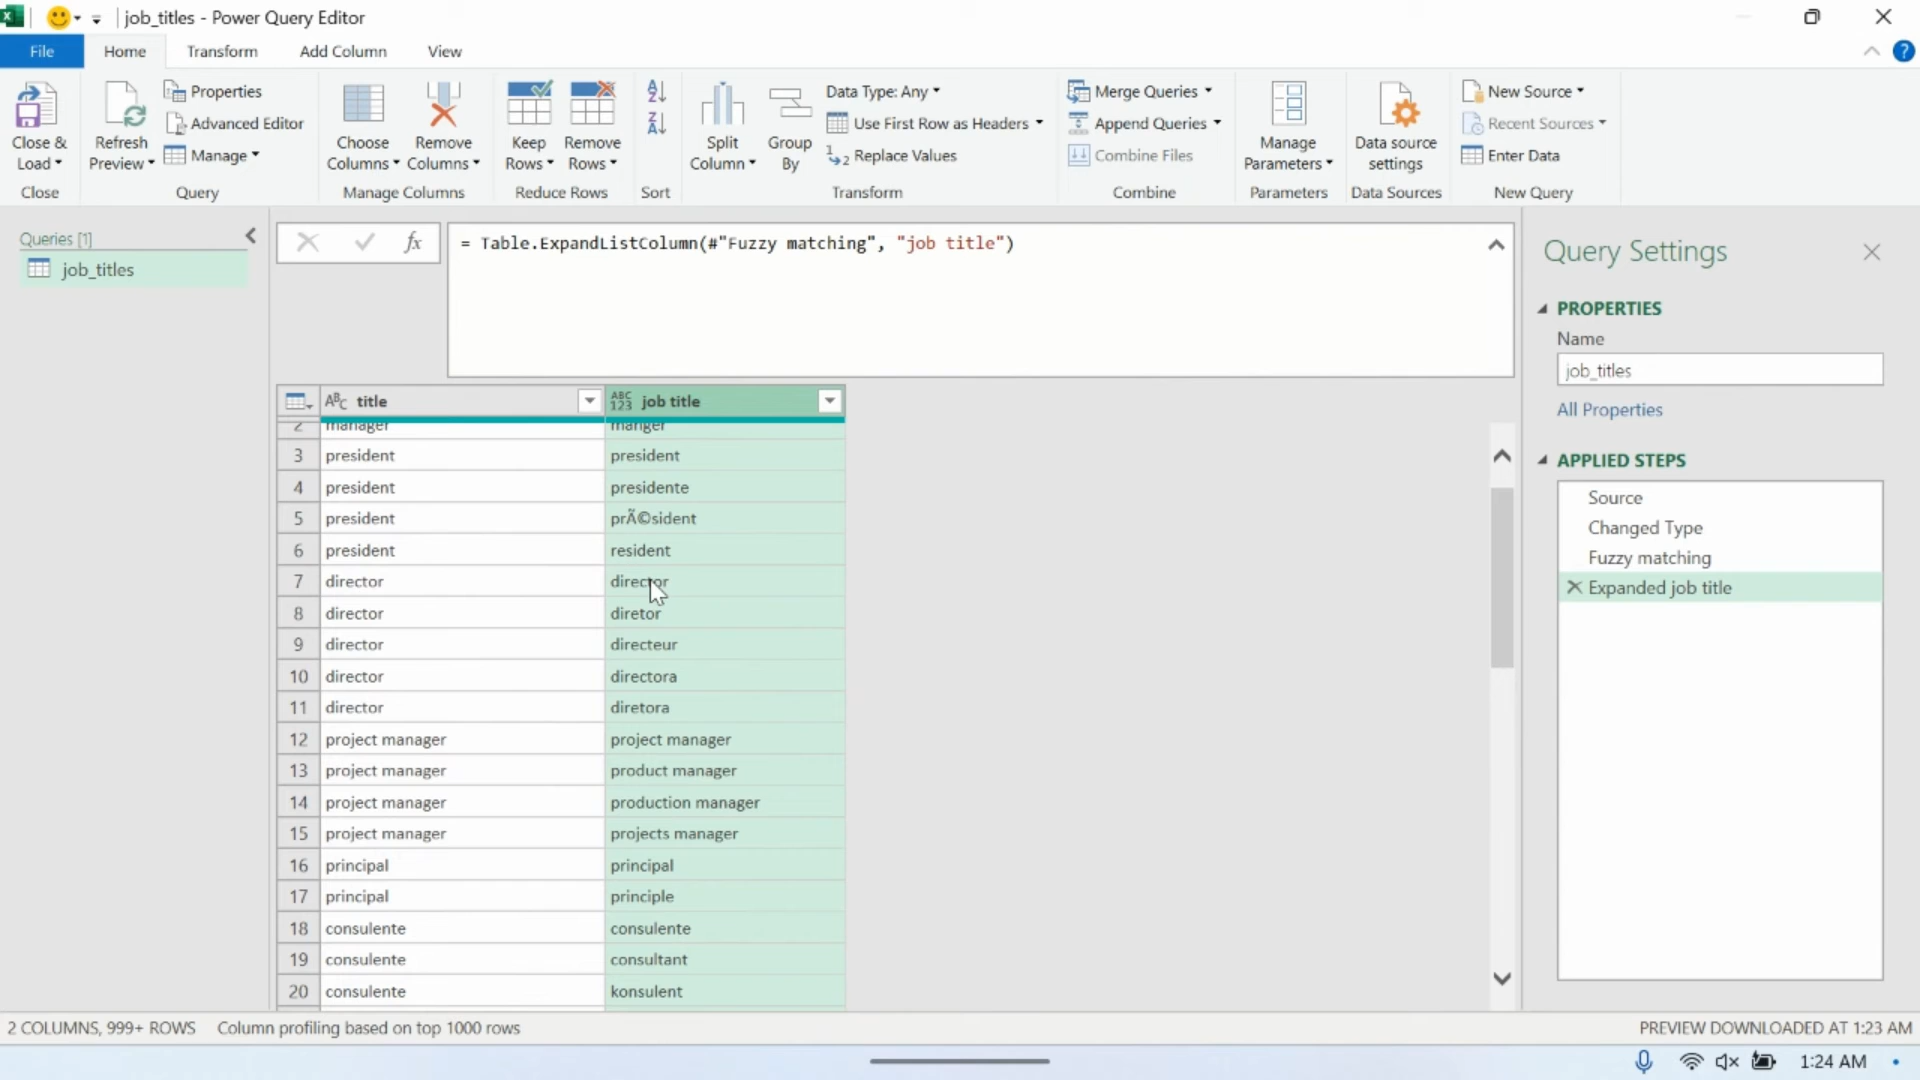 job_titles - Power Query Editor
File Home Transform Add Column View
Close & Load
Close
Refresh Preview
Properties
Advanced Editor
Manage
Query
Choose Columns
Remove Columns
Manage Columns
Keep Rows
Remove Rows
Reduce Rows
Sort
Split Column
Group By
Data Type: Any
Use First Row as Headers
1→2 Replace Values
Transform
Merge Queries
Append Queries
Combine Files
Combine
Manage Parameters
Parameters
Data source settings
Data Sources
New Source
Recent Sources
Enter Data
New Query
Queries [1]
job_titles
fx
= Table.ExpandListColumn(#"Fuzzy matching", "job title")
ABC title ABC 123 job title
2 manager manger
3 president president
4 president presidente
5 president prÃ©sident
6 president resident
7 director director
8 director diretor
9 director directeur
10 director directora
11 director diretora
12 project manager project manager
13 project manager product manager
14 project manager production manager
15 project manager projects manager
16 principal principal
17 principal principle
18 consulente consulente
19 consulente consultant
20 consulente konsulent
Query Settings
PROPERTIES
Name
job_titles
All Properties
APPLIED STEPS
Source
Changed Type
Fuzzy matching
Expanded job title
2 COLUMNS, 999+ ROWS Column profiling based on top 1000 rows
PREVIEW DOWNLOADED AT 1:23 AM
1:24 AM